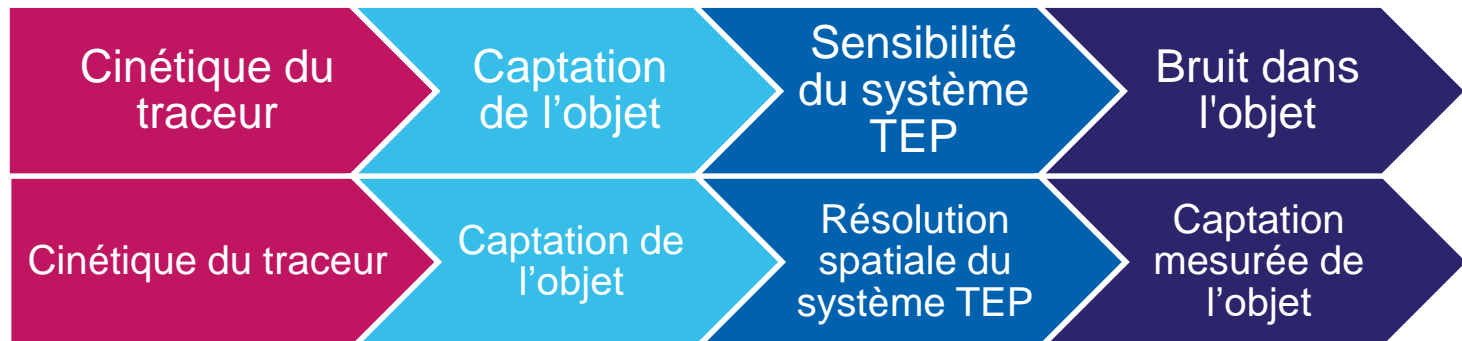 Cinétique du
traceur
Captation
de l’objet
Sensibilité
du système
TEP
Bruit dans
l'objet
Cinétique du traceur
Captation de
l’objet
Résolution
spatiale du
système TEP
Captation
mesurée de
l’objet